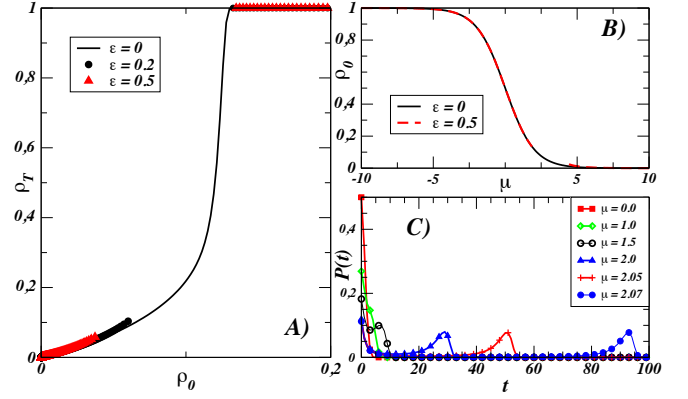 1
0,8
0,6
0,4
0,2
0
ρT
ε = 0
ε = 0.2
ε = 0.5
A)
0
0,2
ρ0
1
0,8
0,6
0,4
0,2
0
ρ0
B)
ε = 0
ε = 0.5
-10
-5
0
5
10
μ
0,4
0,2
0
P(t)
C)
μ = 0.0
μ = 1.0
μ = 1.5
μ = 2.0
μ = 2.05
μ = 2.07
0
20
40
60
80
100
t